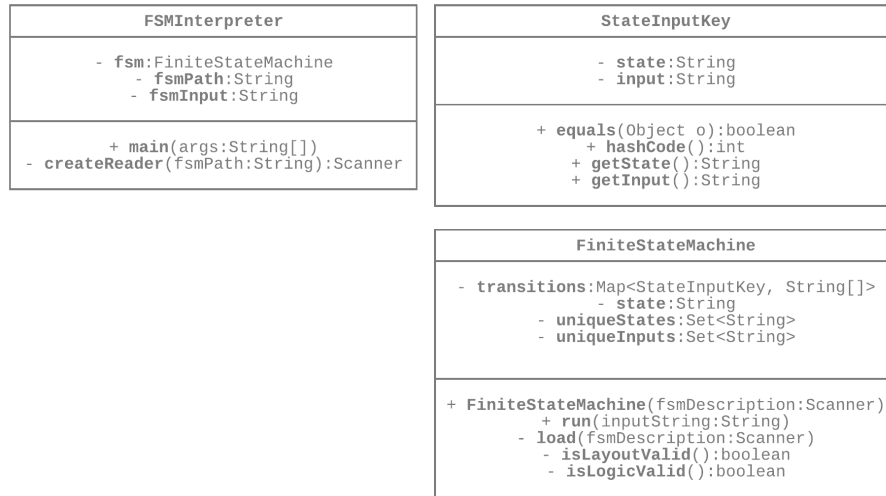 FSMInterpreter
- fsm:FiniteStateMachine
- fsmPath:String
- fsmInput:String
+ main(args:String[])
- createReader(fsmPath:String):Scanner
StateInputKey
- state:String
- input:String
+ equals(Object o):boolean
+ hashCode():int
+ getState():String
+ getInput():String
FiniteStateMachine
- transitions:Map<StateInputKey, String[]>
- state:String
- uniqueStates:Set<String>
- uniqueInputs:Set<String>
+ FiniteStateMachine(fsmDescription:Scanner)
+ run(inputString:String)
- load(fsmDescription:Scanner)
- isLayoutValid():boolean
- isLogicValid():boolean